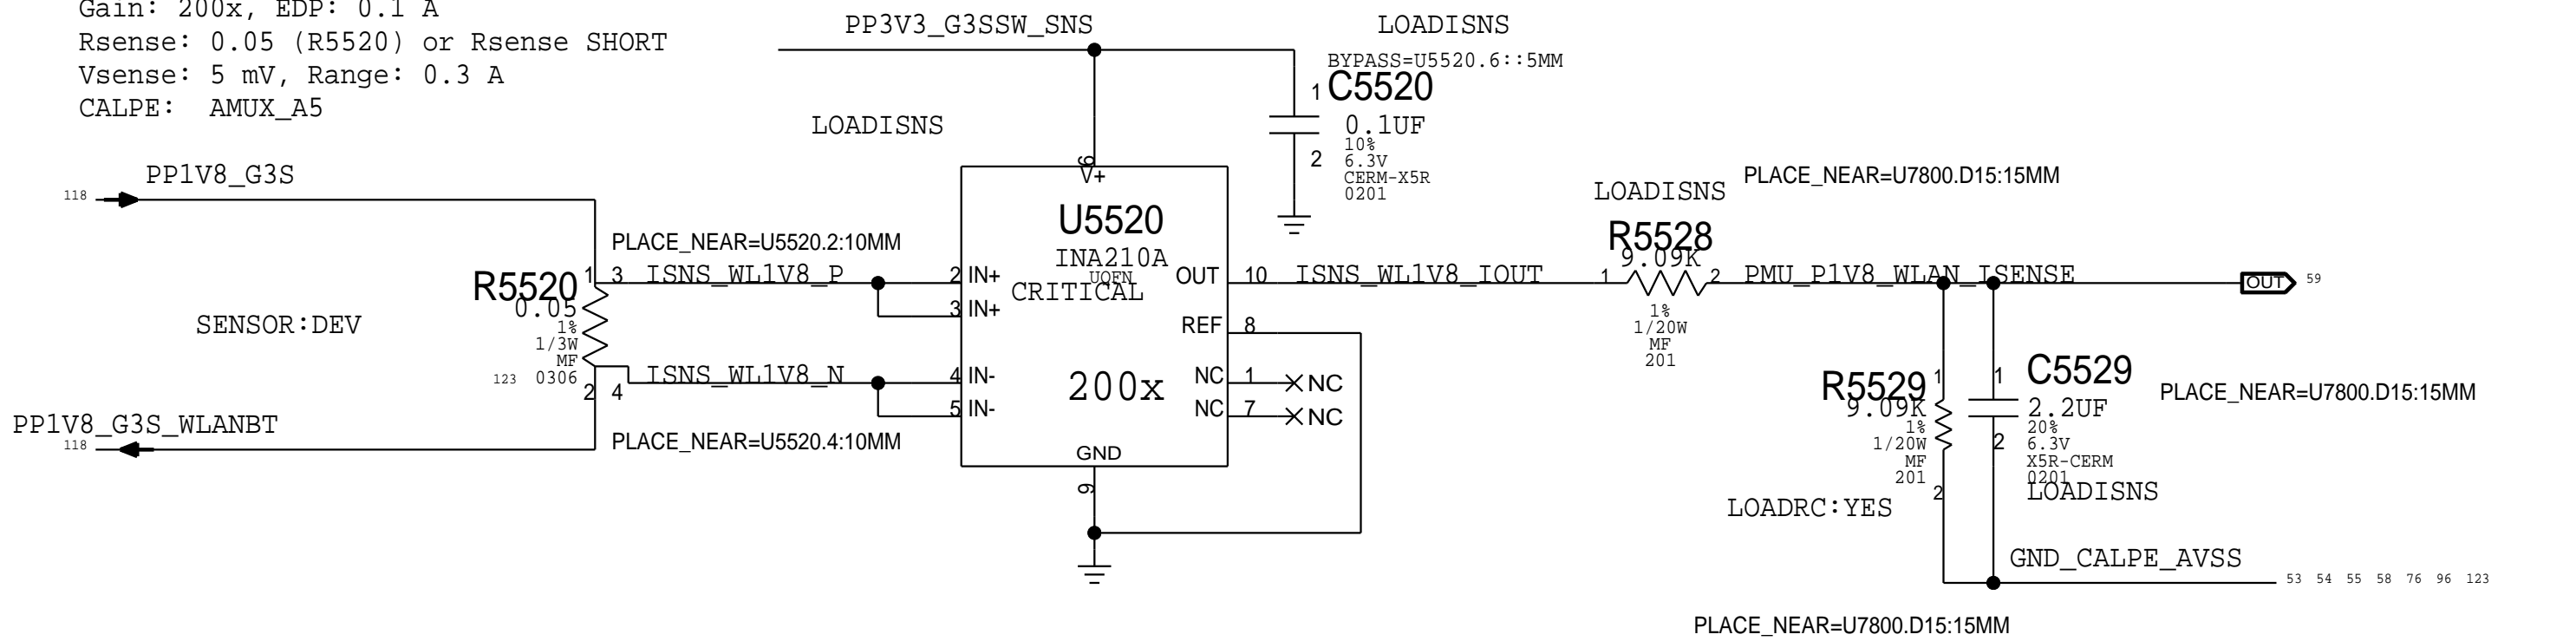 Gain: 200x, EDP: 0.1 A
Rsense: 0.05 (R5520) or Rsense SHORT
Vsense: 5 mV, Range: 0.3 A
CALPE: AMUX_A5
PP3V3_G3SSW_SNS
LOADISNS
BYPASS=U5520.6::5MM
1 C5520
0.1UF
10%
2 6.3V
CERM-X5R
0201
LOADISNS
PP1V8_G3S
118
6
V+
U5520
INA210A
UQFN
CRITICAL
200x
PLACE_NEAR=U5520.2:10MM
R5520
0.05
1%
1/3W
MF
123 0306
1 3 ISNS_WL1V8_P
2 IN+
3 IN+
SENSOR:DEV
2 4 ISNS_WL1V8_N
4 IN-
5 IN-
PP1V8_G3S_WLANBT
118
PLACE_NEAR=U5520.4:10MM
OUT 10 ISNS_WL1V8_IOUT
REF 8
NC 1 NC
NC 7 NC
GND
9
LOADISNS
PLACE_NEAR=U7800.D15:15MM
R5528
9.09K
1 2 PMU_P1V8_WLAN_ISENSE
OUT 59
1%
1/20W
MF
201
R5529 1
9.09K
1%
1/20W
MF
201
2
LOADRC:YES
1 C5529
2.2UF
20%
2 6.3V
X5R-CERM
0201
LOADISNS
PLACE_NEAR=U7800.D15:15MM
GND_CALPE_AVSS
53 54 55 58 76 96 123
PLACE_NEAR=U7800.D15:15MM